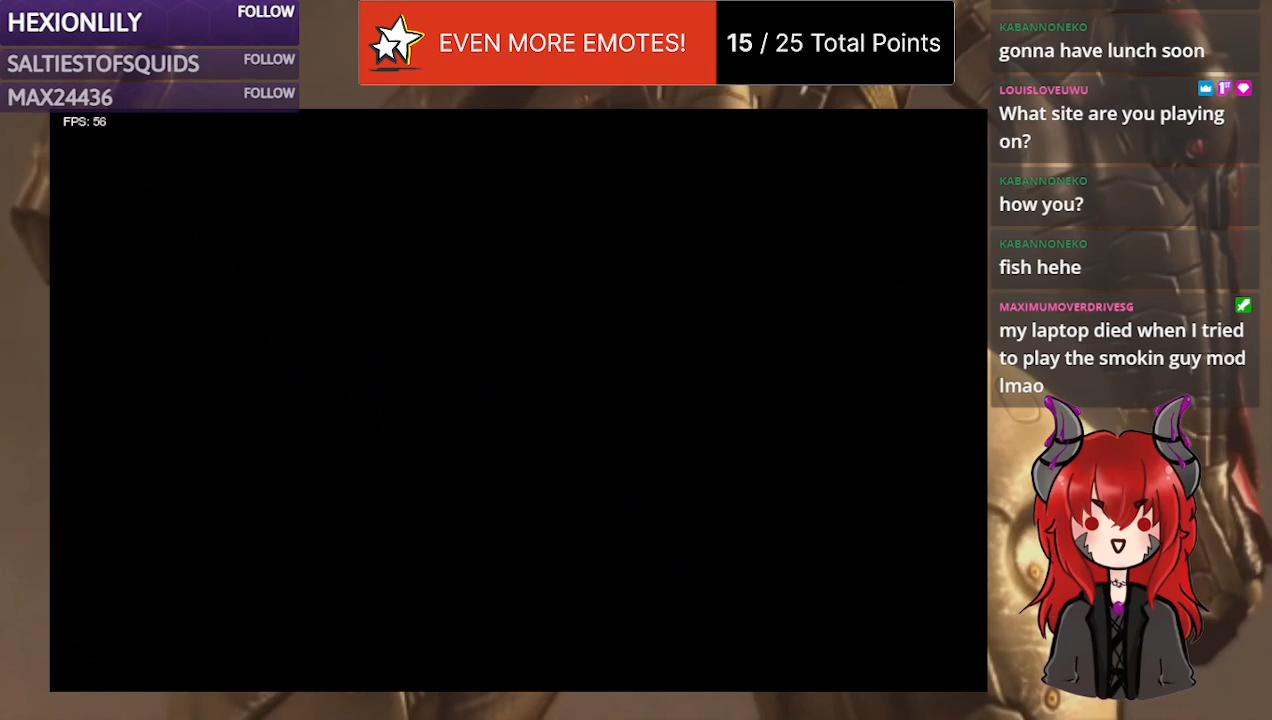 HEXIONLILY FOLLOW
SALTIESTOFSQUIDS FOLLOW
MAX24436 FOLLOW
EVEN MORE EMOTES! 15 / 25 Total Points
FPS: 56
KABANNONEKO
gonna have lunch soon
LOUISLOVEUWU
What site are you playing
on?
KABANNONEKO
how you?
KABANNONEKO
fish hehe
MAXIMUMOVERDRIVESG
my laptop died when I tried
to play the smokin guy mod
lmao